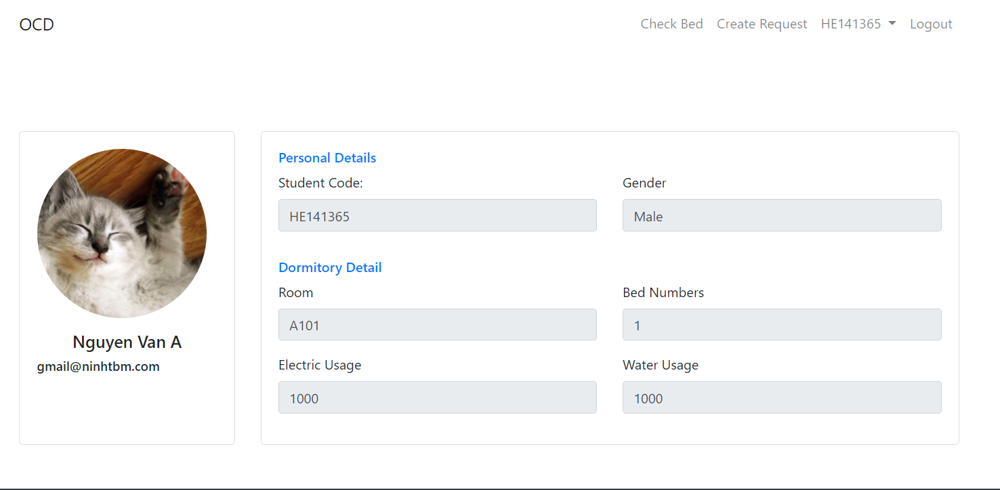 OCD
Check Bed Create Request HE141365 Logout
Nguyen Van A
gmail@ninhtbm.com
Personal Details
Student Code: Gender
HE141365 Male
Dormitory Detail
Room Bed Numbers
A101 1
Electric Usage Water Usage
1000 1000